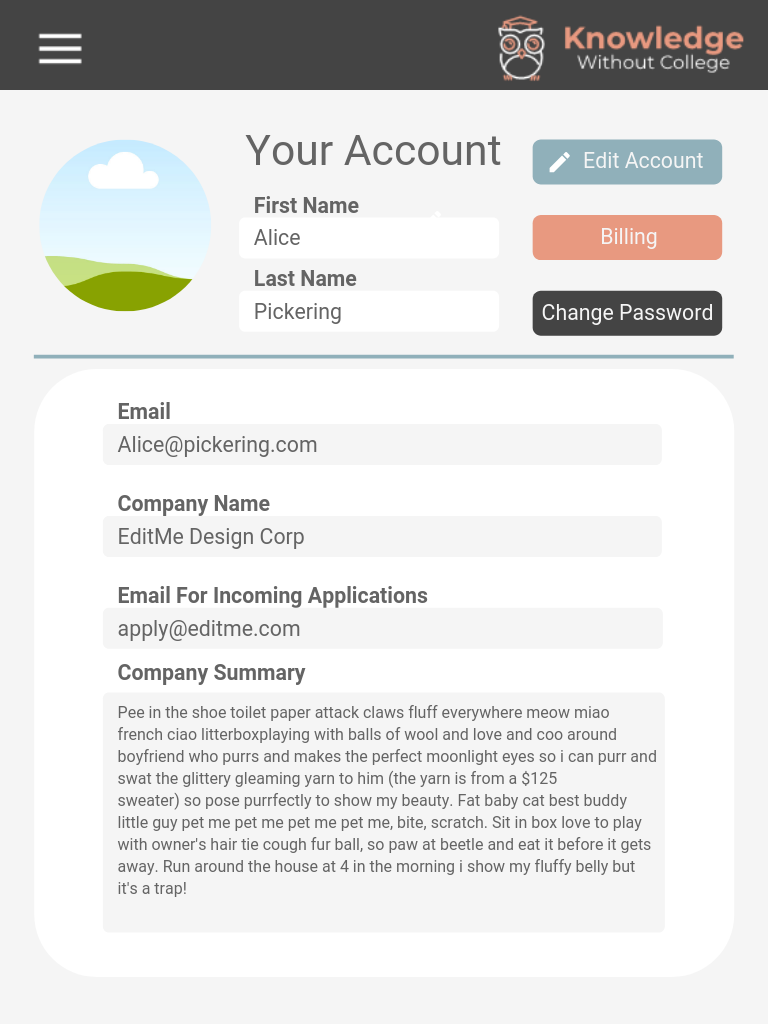 Knowledge
Without College
Your Account
Edit Account
First Name
Alice
Billing
Last Name
Pickering
Change Password
Email
Alice@pickering.com
Company Name
EditMe Design Corp
Email For Incoming Applications
apply@editme.com
Company Summary
Pee in the shoe toilet paper attack claws fluff everywhere meow miao
french ciao litterboxplaying with balls of wool and love and coo around
boyfriend who purrs and makes the perfect moonlight eyes so i can purr and
swat the glittery gleaming yarn to him (the yarn is from a $125
sweater) so pose purrfectly to show my beauty. Fat baby cat best buddy
little guy pet me pet me pet me pet me, bite, scratch. Sit in box love to play
with owner's hair tie cough fur ball, so paw at beetle and eat it before it gets
away. Run around the house at 4 in the morning i show my fluffy belly but
it's a trap!